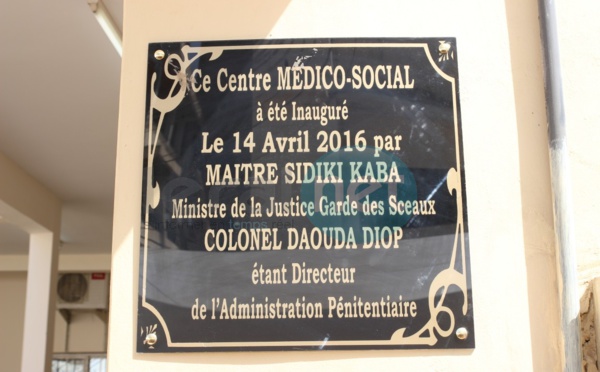 Ce Centre MÉDICO-SOCIAL
à été Inauguré
Le 14 Avril 2016 par
MAITRE SIDIKI KABA
Ministre de la Justice Garde des Sceaux
COLONEL DAOUDA DIOP
étant Directeur
de l'Administration Pénitentiaire